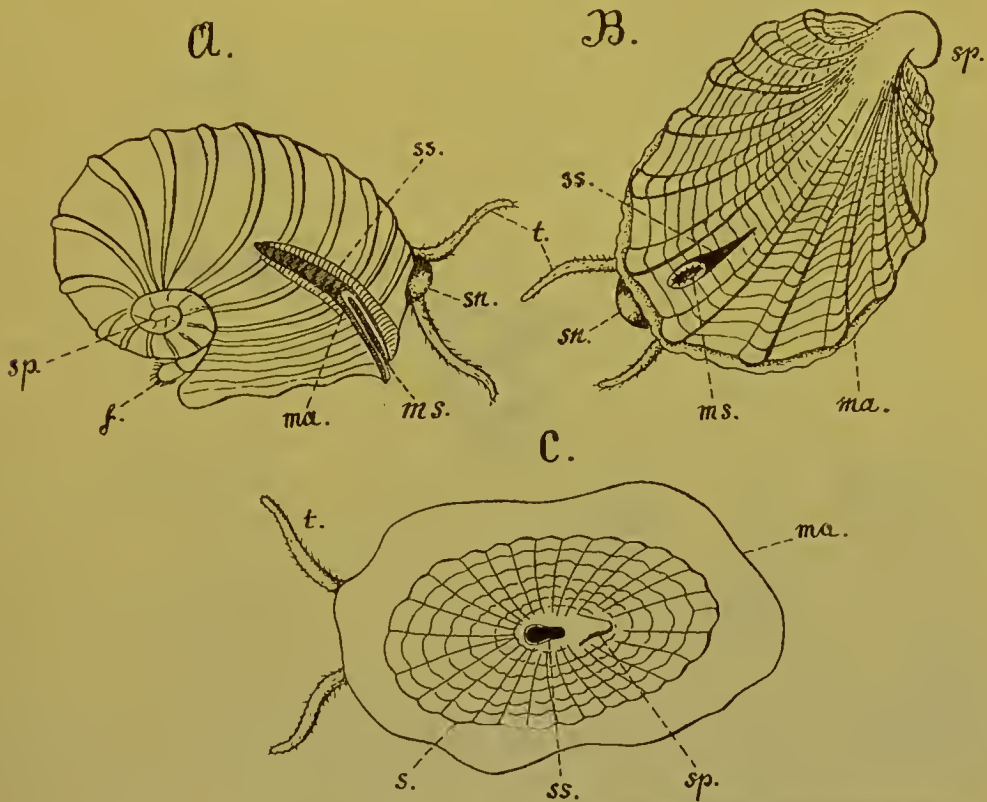 A.
B.
sp.
ss.
ss.
t.
sn.
sn.
sp.
f.
ma.
ms.
ms.
ma.
C.
t.
ma.
s.
ss.
sp.